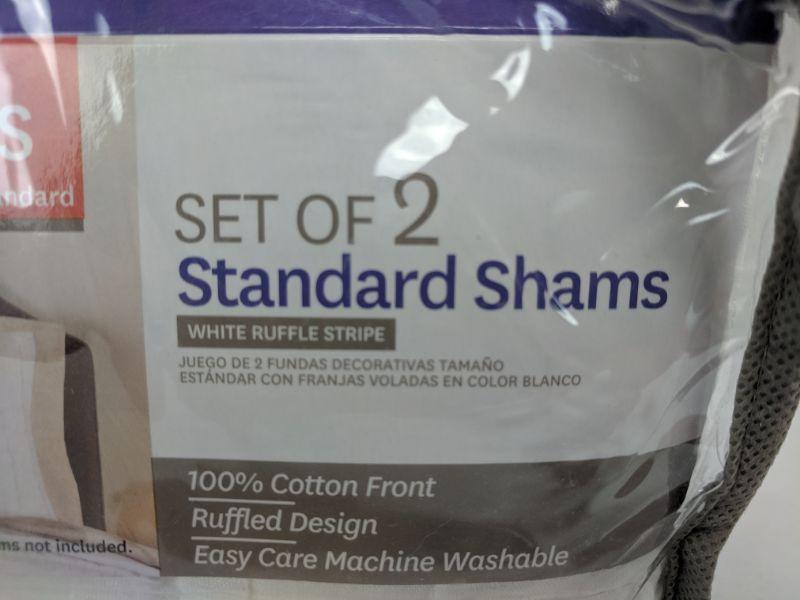 S
ndard
SET OF 2
Standard Shams
WHITE RUFFLE STRIPE
JUEGO DE 2 FUNDAS DECORATIVAS TAMAÑO
ESTÁNDAR CON FRANJAS VOLADAS EN COLOR BLANCO
100% Cotton Front
Ruffled Design
Easy Care Machine Washable
ms not included.